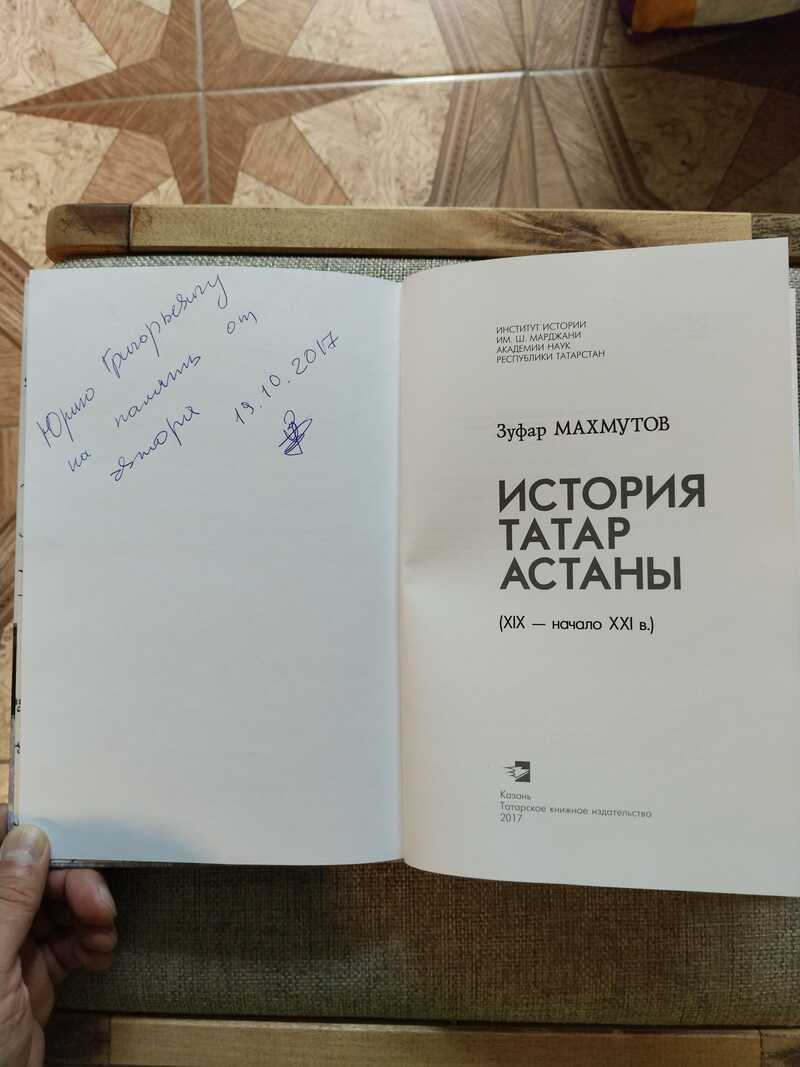 Юрию Григорьевичу
на память от
автора 19.10.2017
ИНСТИТУТ ИСТОРИИ
ИМ. Ш. МАРДЖАНИ
АКАДЕМИИ НАУК
РЕСПУБЛИКИ ТАТАРСТАН
Зуфар МАХМУТОВ
ИСТОРИЯ
ТАТАР
АСТАНЫ
(XIX — начало XXI в.)
Казань
Татарское книжное издательство
2017